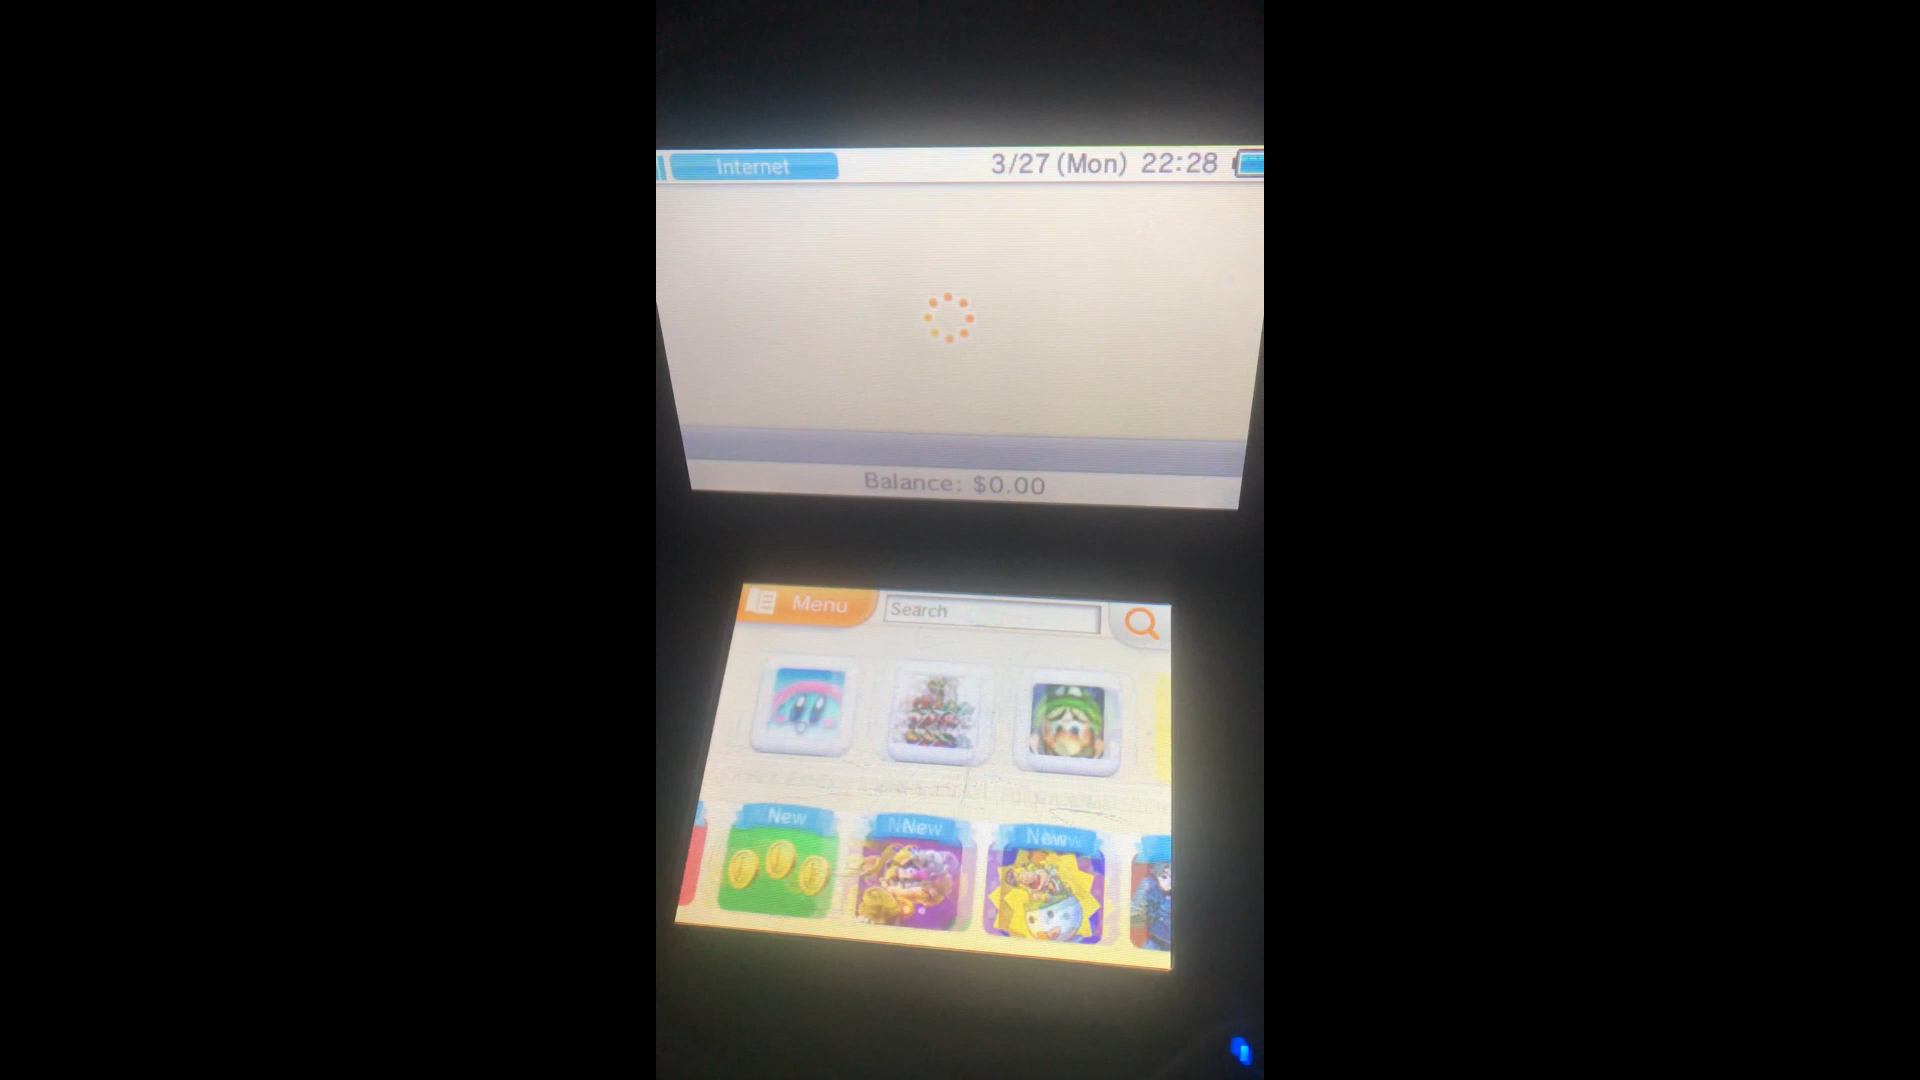 Internet
3/27 (Mon) 22:28
Balance: $0.00
Menu
Search
New
New
New